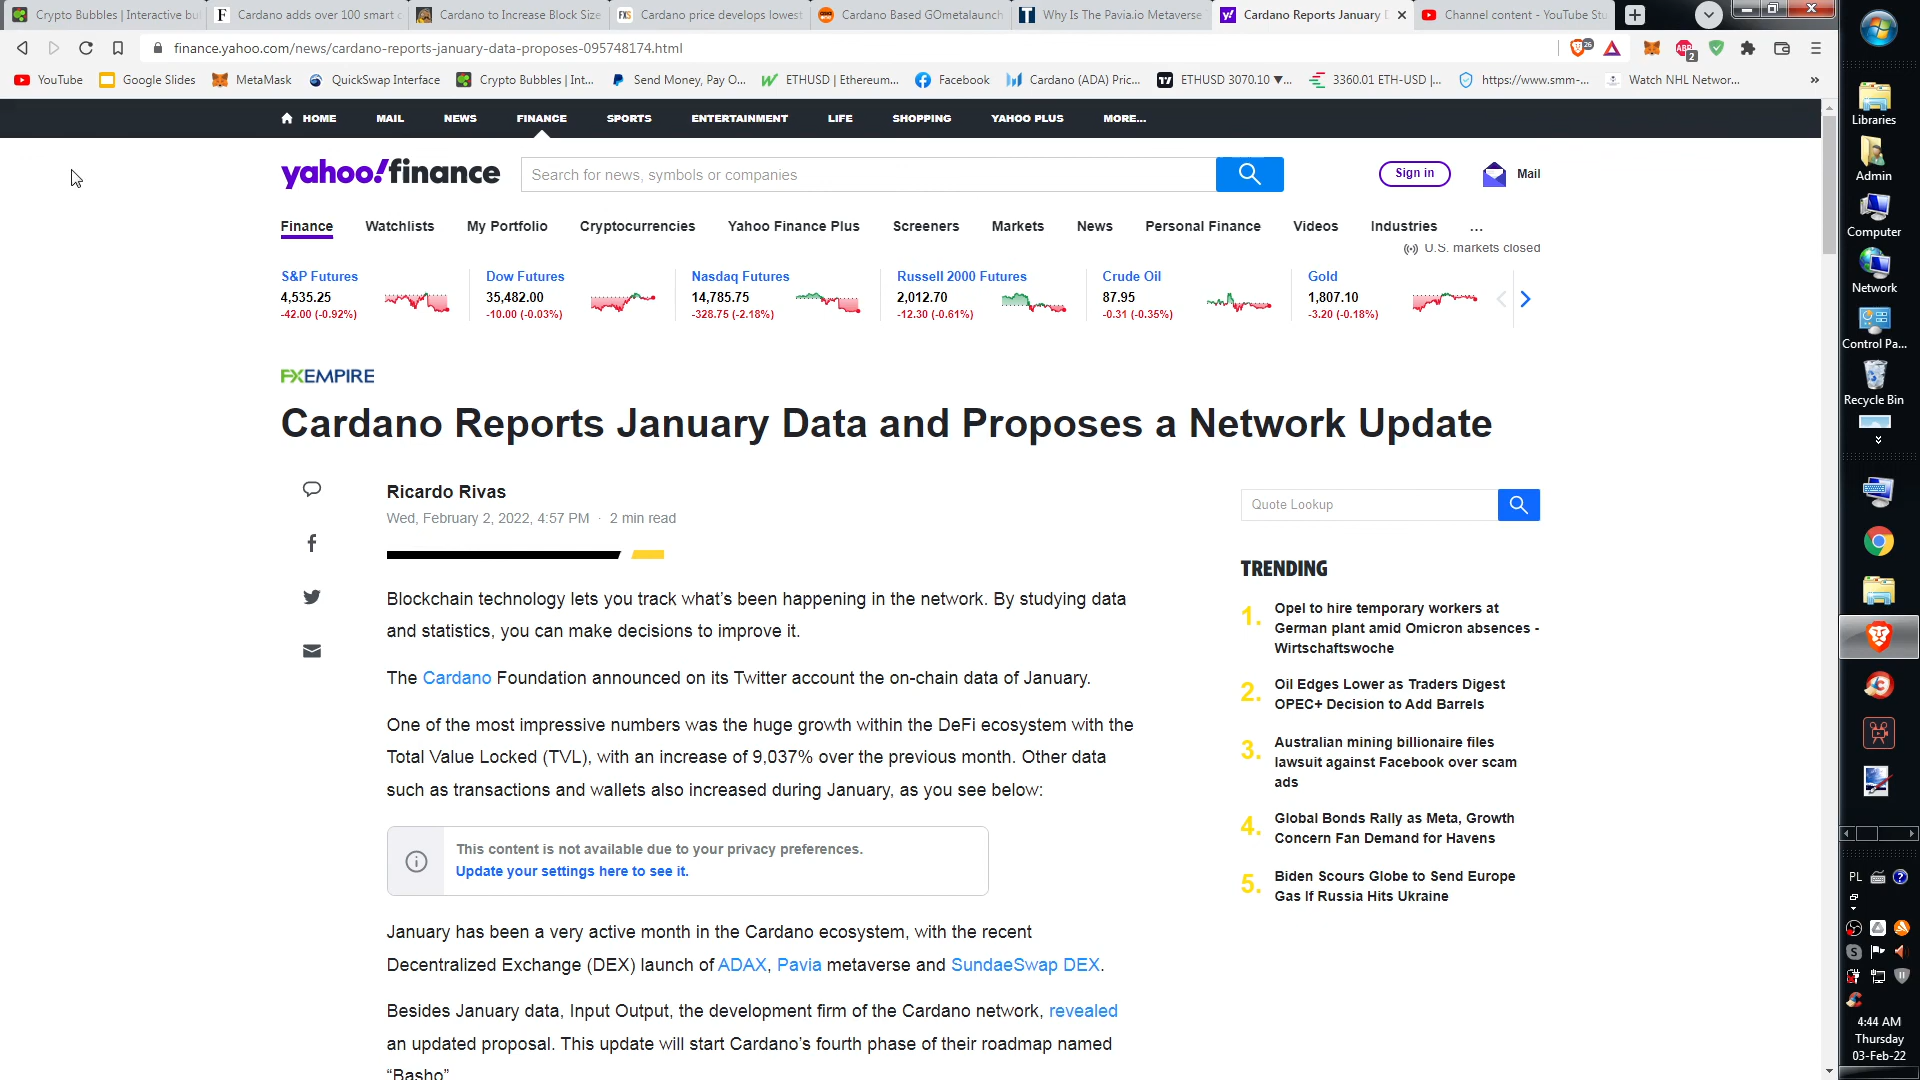 Crypto Bubbles | Interactive bu
Cardano adds over 100 smart c
Cardano to Increase Block Size
Cardano price develops lowest
Cardano Based GOmetalaunch
Why Is The Pavia.io Metaverse
Cardano Reports January D
Channel content - YouTube Stu
finance.yahoo.com/news/cardano-reports-january-data-proposes-095748174.html
26
ABP
2
YouTube
Google Slides
MetaMask
QuickSwap Interface
Crypto Bubbles | Int...
Send Money, Pay O...
ETHUSD | Ethereum...
Facebook
Cardano (ADA) Pric...
ETHUSD 3070.10 ▼...
3360.01 ETH-USD |...
https://www.smm-...
Watch NHL Networ...
»
HOME
MAIL
NEWS
FINANCE
SPORTS
ENTERTAINMENT
LIFE
SHOPPING
YAHOO PLUS
MORE...
yahoo!finance
Search for news, symbols or companies
Sign in
Mail
Finance
Watchlists
My Portfolio
Cryptocurrencies
Yahoo Finance Plus
Screeners
Markets
News
Personal Finance
Videos
Industries
...
U.S. markets closed
S&P Futures
4,535.25
-42.00 (-0.92%)
Dow Futures
35,482.00
-10.00 (-0.03%)
Nasdaq Futures
14,785.75
-328.75 (-2.18%)
Russell 2000 Futures
2,012.70
-12.30 (-0.61%)
Crude Oil
87.95
-0.31 (-0.35%)
Gold
1,807.10
-3.20 (-0.18%)
FXEMPIRE
Cardano Reports January Data and Proposes a Network Update
Ricardo Rivas
Wed, February 2, 2022, 4:57 PM · 2 min read
Blockchain technology lets you track what's been happening in the network. By studying data
and statistics, you can make decisions to improve it.
The Cardano Foundation announced on its Twitter account the on-chain data of January.
One of the most impressive numbers was the huge growth within the DeFi ecosystem with the
Total Value Locked (TVL), with an increase of 9,037% over the previous month. Other data
such as transactions and wallets also increased during January, as you see below:
This content is not available due to your privacy preferences.
Update your settings here to see it.
January has been a very active month in the Cardano ecosystem, with the recent
Decentralized Exchange (DEX) launch of ADAX, Pavia metaverse and SundaeSwap DEX.
Besides January data, Input Output, the development firm of the Cardano network, revealed
an updated proposal. This update will start Cardano's fourth phase of their roadmap named
"Basho"
Quote Lookup
TRENDING
1. Opel to hire temporary workers at
German plant amid Omicron absences -
Wirtschaftswoche
2. Oil Edges Lower as Traders Digest
OPEC+ Decision to Add Barrels
3. Australian mining billionaire files
lawsuit against Facebook over scam
ads
4. Global Bonds Rally as Meta, Growth
Concern Fan Demand for Havens
5. Biden Scours Globe to Send Europe
Gas If Russia Hits Ukraine
Libraries
Admin
Computer
Network
Control Pa...
Recycle Bin
PL
4:44 AM
Thursday
03-Feb-22